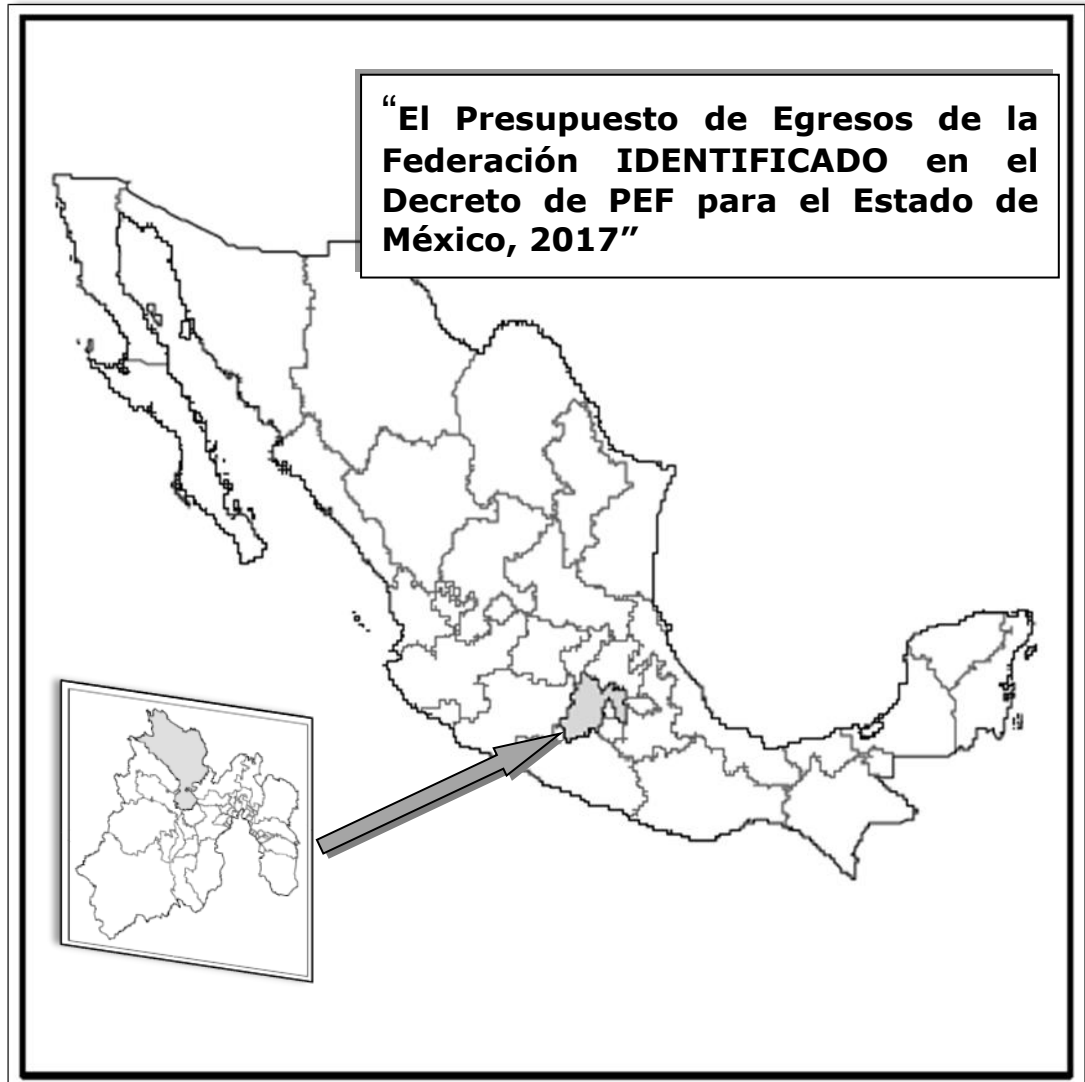 “El Presupuesto de Egresos de la
Federación IDENTIFICADO en el
Decreto de PEF para el Estado de
México, 2017”